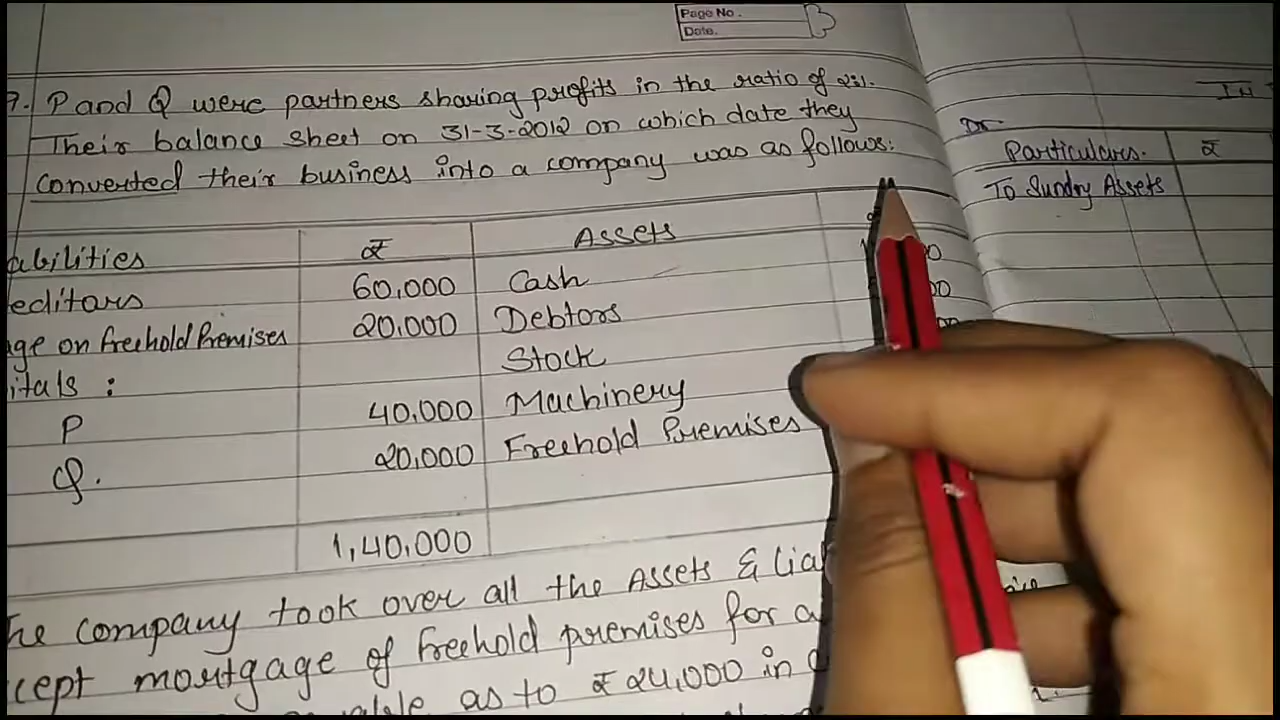 Page No.
Date.
7. P and Q were partners sharing profits in the ratio of 2:1.
Their balance sheet on 31-3-2012 on which date they
converted their business into a company was as follows:
abilities ₹ Assets
editors 60,000 Cash
age on freehold Premises 20,000 Debtors
itals : Stock
P 40,000 Machinery
Q. 20,000 Freehold Premises
1,40,000
he company took over all the Assets & Lia
cept mortgage of freehold premises for a
as to ₹ 24,000 in
Dr
Particulars. ₹
To Sundry Assets